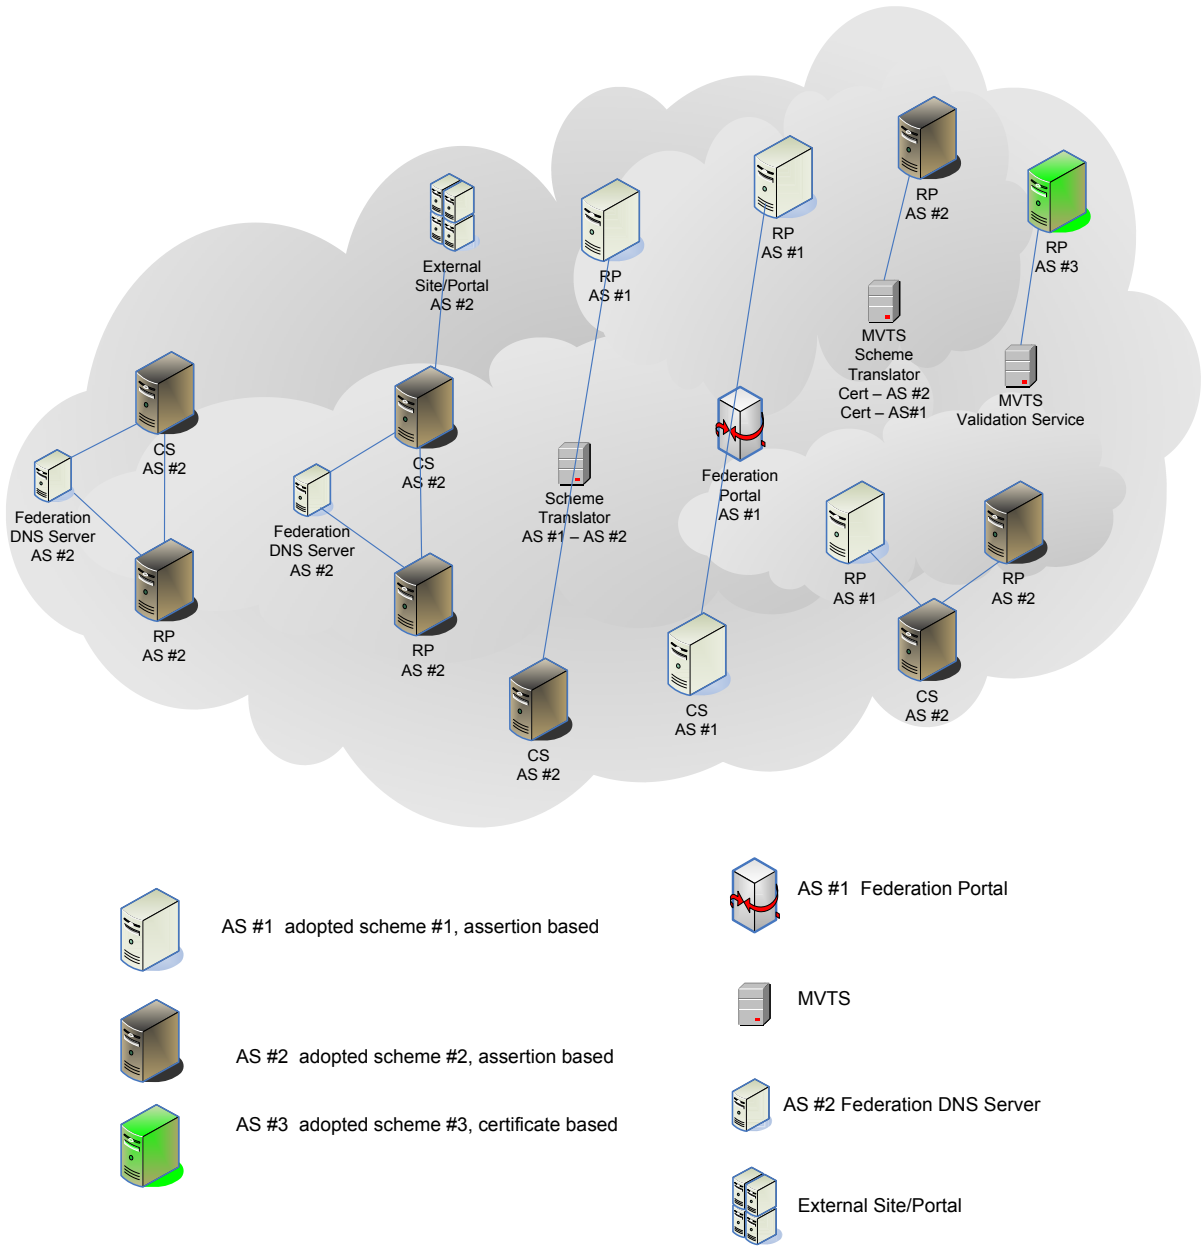 RP
AS #2
RP
AS #1
RP
AS #3
External
Site/Portal
AS #2
RP
AS #1
MVTS
Scheme
Translator
Cert – AS #2
Cert – AS#1
MVTS
Validation Service
CS
AS #2
CS
AS #2
Federation
DNS Server
AS #2
Federation
DNS Server
AS #2
Scheme
Translator
AS #1 – AS #2
Federation
Portal
AS #1
RP
AS #1
RP
AS #2
RP
AS #2
RP
AS #2
CS
AS #2
CS
AS #1
CS
AS #2
AS #1 adopted scheme #1, assertion based
AS #2 adopted scheme #2, assertion based
AS #3 adopted scheme #3, certificate based
AS #1 Federation Portal
MVTS
AS #2 Federation DNS Server
External Site/Portal